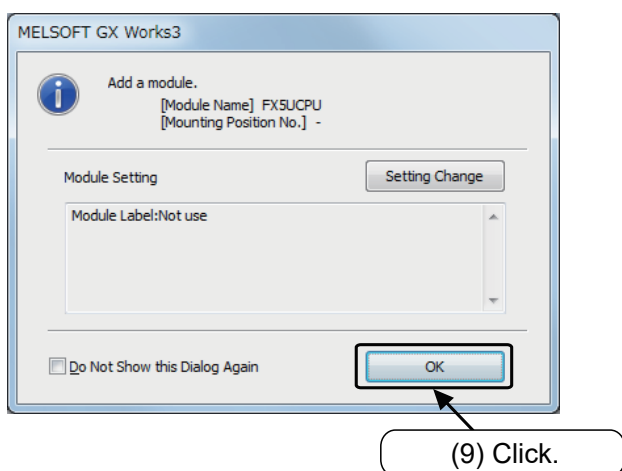 MELSOFT GX Works3
Add a module.
[Module Name] FX5UCPU
[Mounting Position No.] -
Module Setting
Setting Change
Module Label:Not use
Do Not Show this Dialog Again
OK
(9) Click.